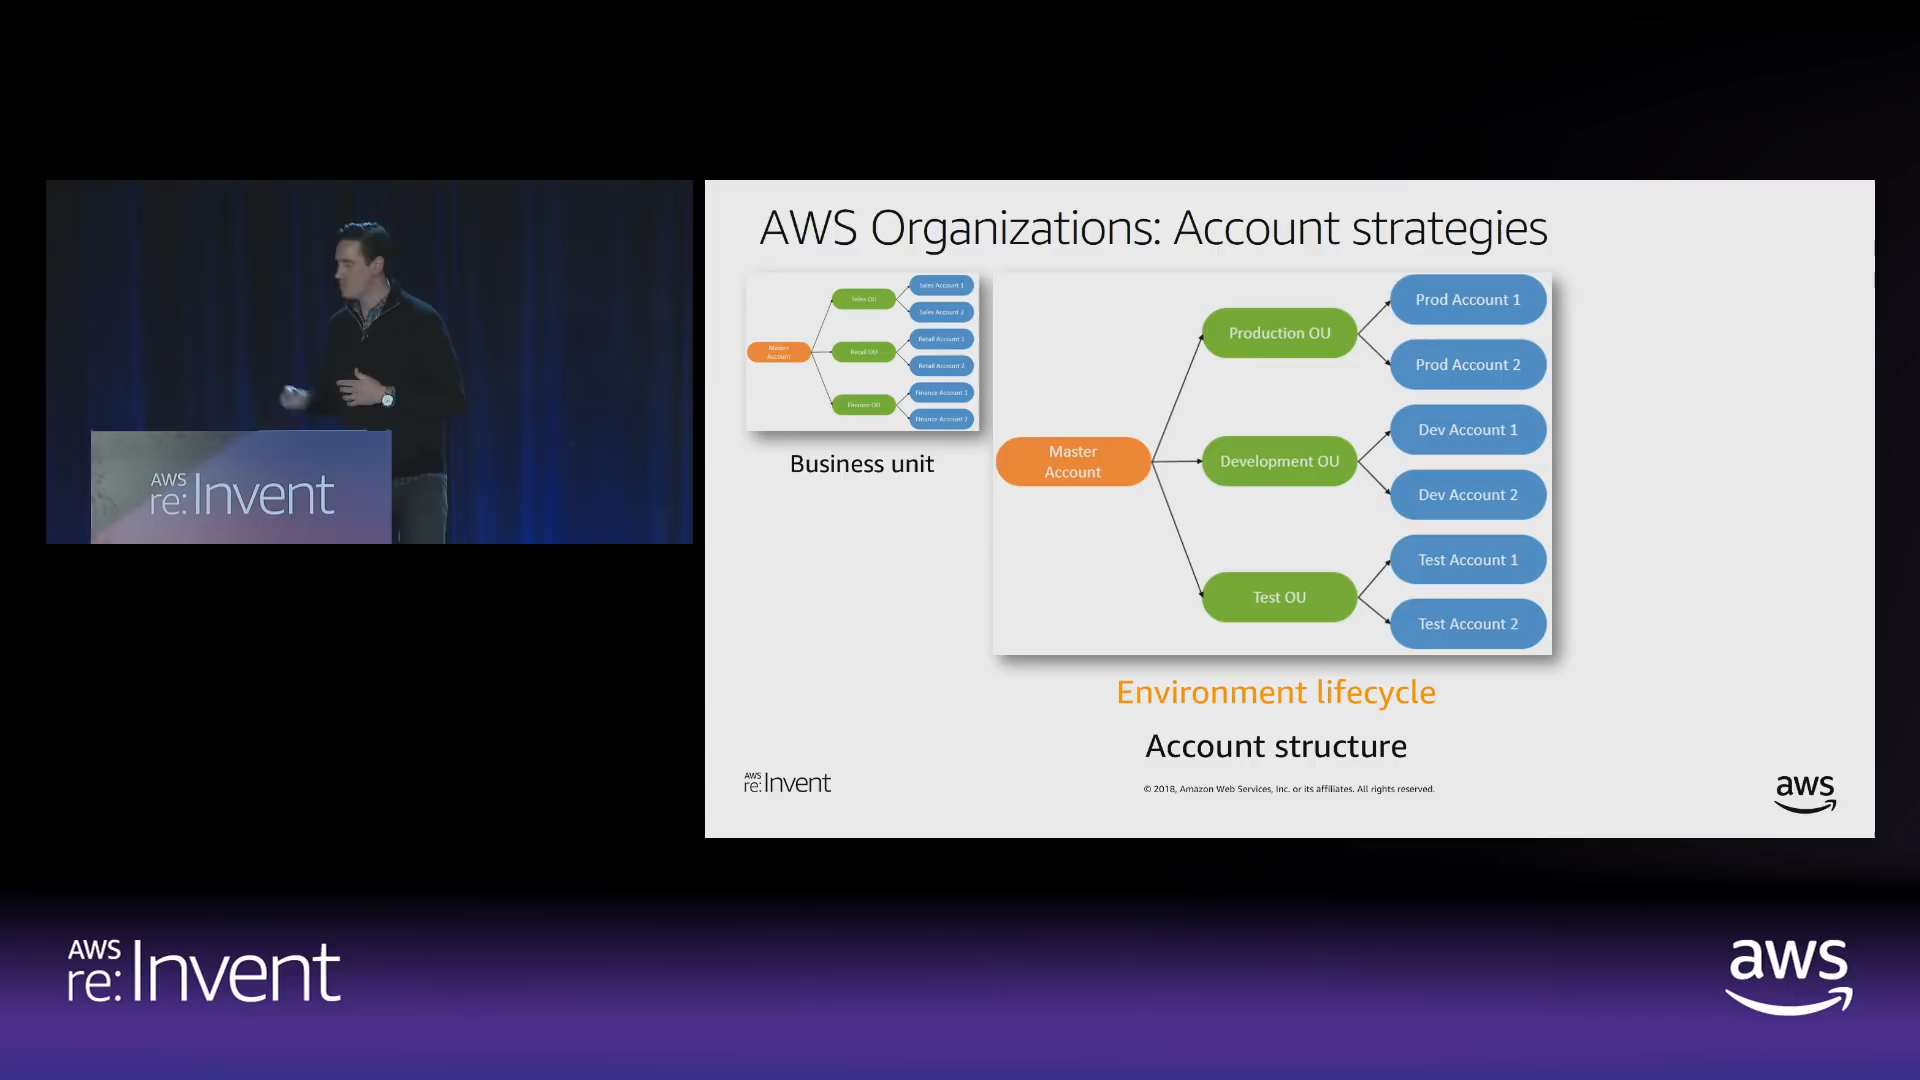 AWS
re:Invent
AWS Organizations: Account strategies
Master
Account
Sales OU
Retail OU
Finance OU
Sales Account 1
Sales Account 2
Retail Account 1
Retail Account 2
Finance Account 1
Finance Account 2
Business unit
Master
Account
Production OU
Development OU
Test OU
Prod Account 1
Prod Account 2
Dev Account 1
Dev Account 2
Test Account 1
Test Account 2
Environment lifecycle
Account structure
AWS
re:Invent
© 2018, Amazon Web Services, Inc. or its affiliates. All rights reserved.
aws
AWS
re:Invent
aws